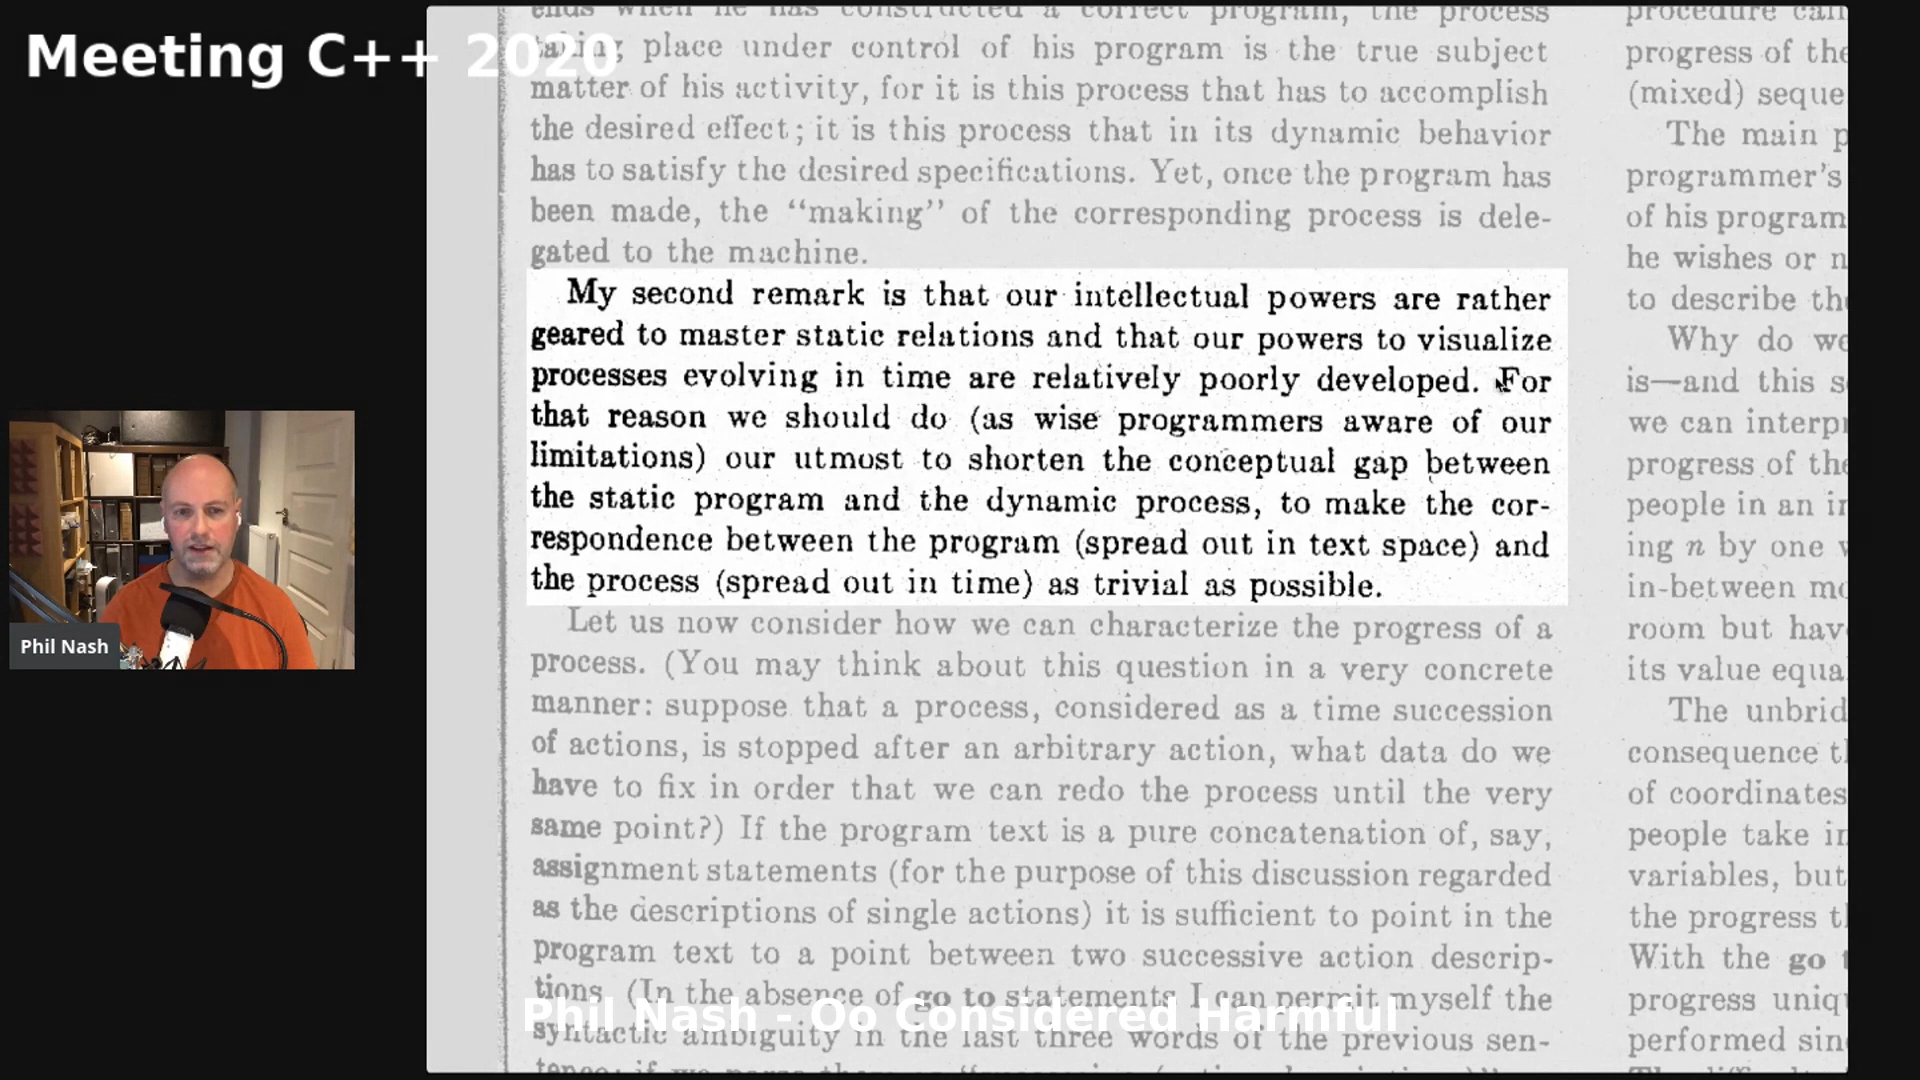 Meeting C++ 2020
ends when he has constructed a correct program, the process
taking place under control of his program is the true subject
matter of his activity, for it is this process that has to accomplish
the desired effect; it is this process that in its dynamic behavior
has to satisfy the desired specifications. Yet, once the program has
been made, the “making” of the corresponding process is dele-
gated to the machine.
My second remark is that our intellectual powers are rather
geared to master static relations and that our powers to visualize
processes evolving in time are relatively poorly developed. For
that reason we should do (as wise programmers aware of our
limitations) our utmost to shorten the conceptual gap between
the static program and the dynamic process, to make the cor-
respondence between the program (spread out in text space) and
the process (spread out in time) as trivial as possible.
Let us now consider how we can characterize the progress of a
process. (You may think about this question in a very concrete
manner: suppose that a process, considered as a time succession
of actions, is stopped after an arbitrary action, what data do we
have to fix in order that we can redo the process until the very
same point?) If the program text is a pure concatenation of, say,
assignment statements (for the purpose of this discussion regarded
as the descriptions of single actions) it is sufficient to point in the
program text to a point between two successive action descrip-
tions. (In the absence of go to statements I can permit myself the
syntactic ambiguity in the last three words of the previous sen-
procedure can
progress of the
(mixed) seque
The main p
programmer’s
of his program
he wishes or n
to describe th
Why do we
is—and this s
we can interp
progress of the
people in an i
ing n by one
in-between mo
room but hav
its value equa
The unbrid
consequence t
of coordinates
people take in
variables, but
the progress t
With the go
progress uniq
performed sin
Phil Nash
Phil Nash - Oo Considered Harmful